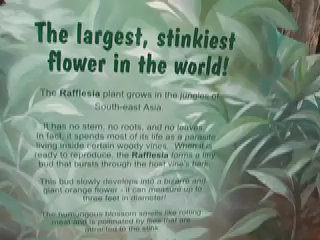 The largest, stinkiest
flower in the world!
The Rafflesia plant grows in the jungles of
South-east Asia.
It has no stem, no roots, and no leaves.
In fact, it spends most of its life as a parasite
living inside certain woody vines. When it is
ready to reproduce, the Rafflesia forms a tiny
bud that bursts through the host vine's bark.
This bud slowly develops into a bizarre and
giant orange flower - it can measure up to
three feet in diameter!
The humungous blossom smells like rotting
meat and is pollinated by flies that are
attracted to the stink.